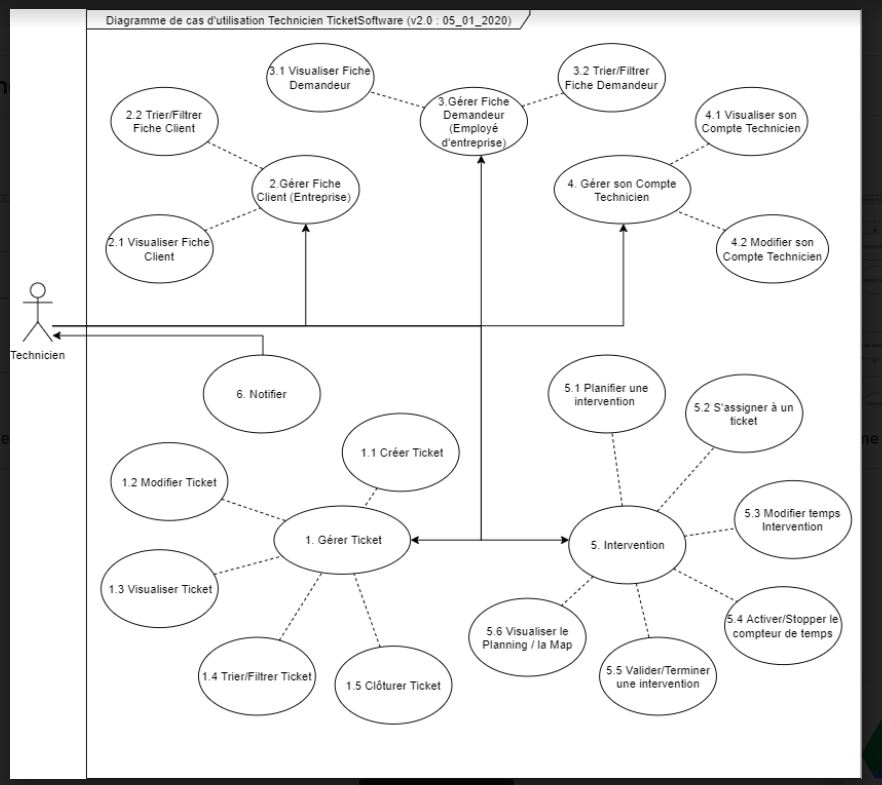 Diagramme de cas d'utilisation Technicien TicketSoftware (v2.0 : 05_01_2020)
3.1 Visualiser Fiche
Demandeur
3.2 Trier/Filtrer
Fiche Demandeur
3.Gérer Fiche
Demandeur
(Employé
d'entreprise)
2.2 Trier/Filtrer
Fiche Client
4.1 Visualiser son
Compte Technicien
2.Gérer Fiche
Client (Entreprise)
4. Gérer son Compte
Technicien
2.1 Visualiser Fiche
Client
4.2 Modifier son
Compte Technicien
Technicien
6. Notifier
5.1 Planifier une
intervention
5.2 S'assigner à un
ticket
1.1 Créer Ticket
1.2 Modifier Ticket
5.3 Modifier temps
Intervention
1. Gérer Ticket
5. Intervention
1.3 Visualiser Ticket
5.4 Activer/Stopper le
compteur de temps
5.6 Visualiser le
Planning / la Map
1.4 Trier/Filtrer Ticket
5.5 Valider/Terminer
une intervention
1.5 Clôturer Ticket